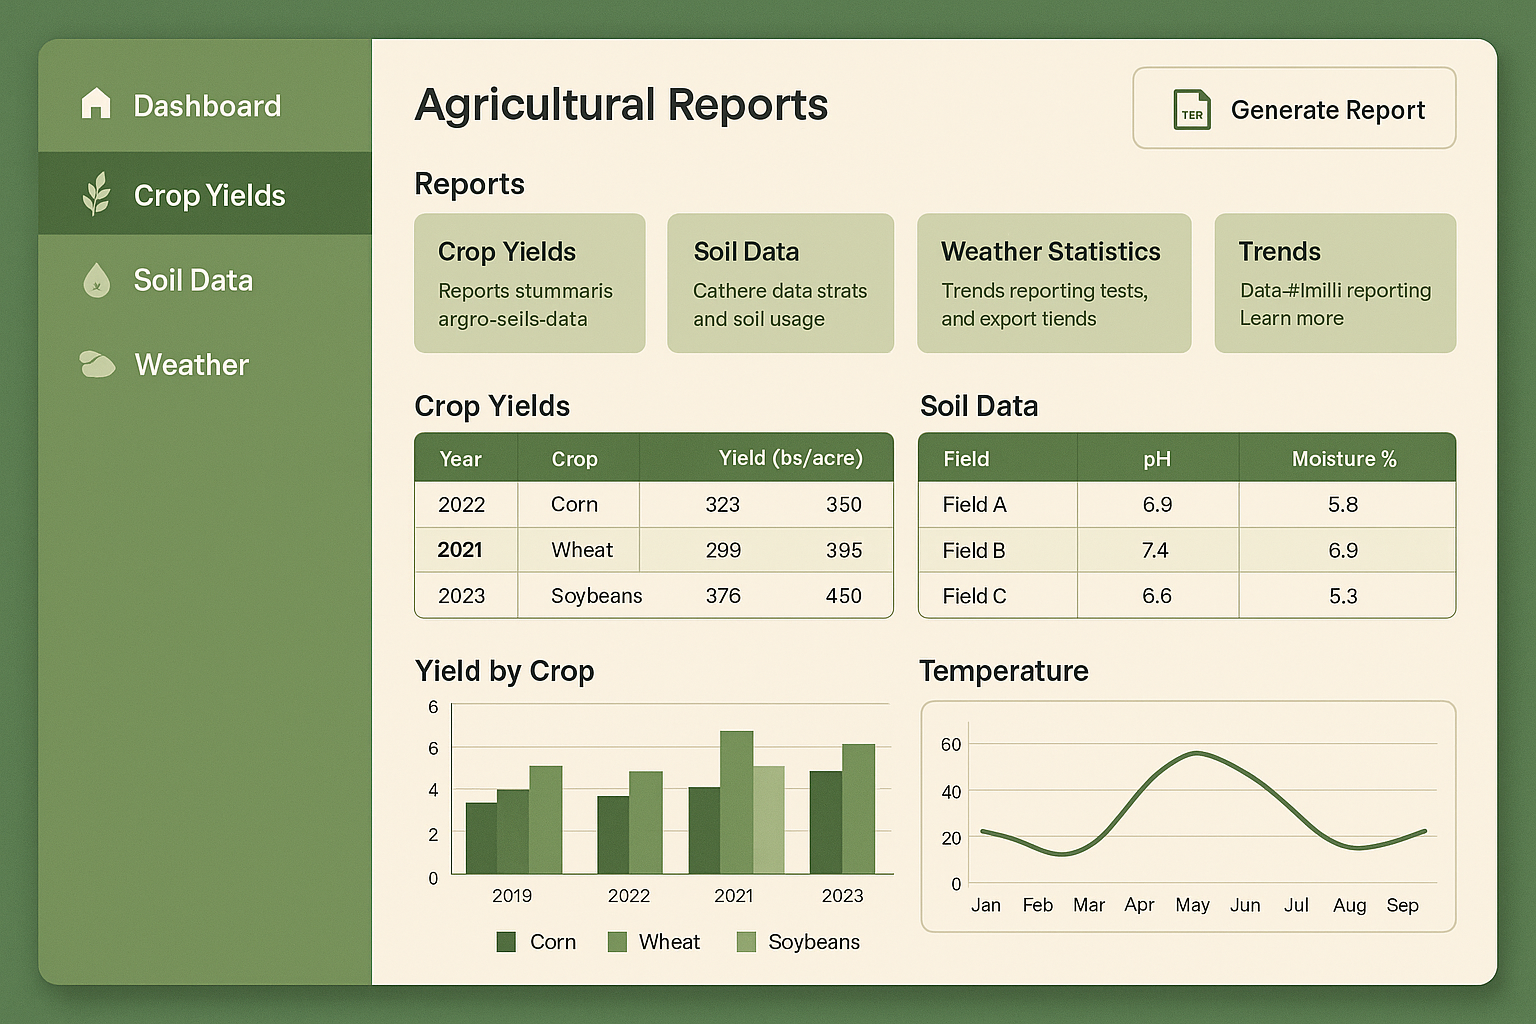 Dashboard
Crop Yields
Soil Data
Weather
Agricultural Reports
TER
Generate Report
Reports
Crop Yields
Reports stummaris
argro-seils-data
Soil Data
Cathere data strats
and soil usage
Weather Statistics
Trends reporting tests,
and export tiends
Trends
Data-#lmilli reporting
Learn more
Crop Yields
Year Crop Yield (bs/acre)
2022 Corn 323 350
2021 Wheat 299 395
2023 Soybeans 376 450
Soil Data
Field pH Moisture %
Field A 6.9 5.8
Field B 7.4 6.9
Field C 6.6 5.3
Yield by Crop
6
6
4
2
0
2019 2022 2021 2023
Corn Wheat Soybeans
Temperature
60
40
20
0
Jan Feb Mar Apr May Jun Jul Aug Sep